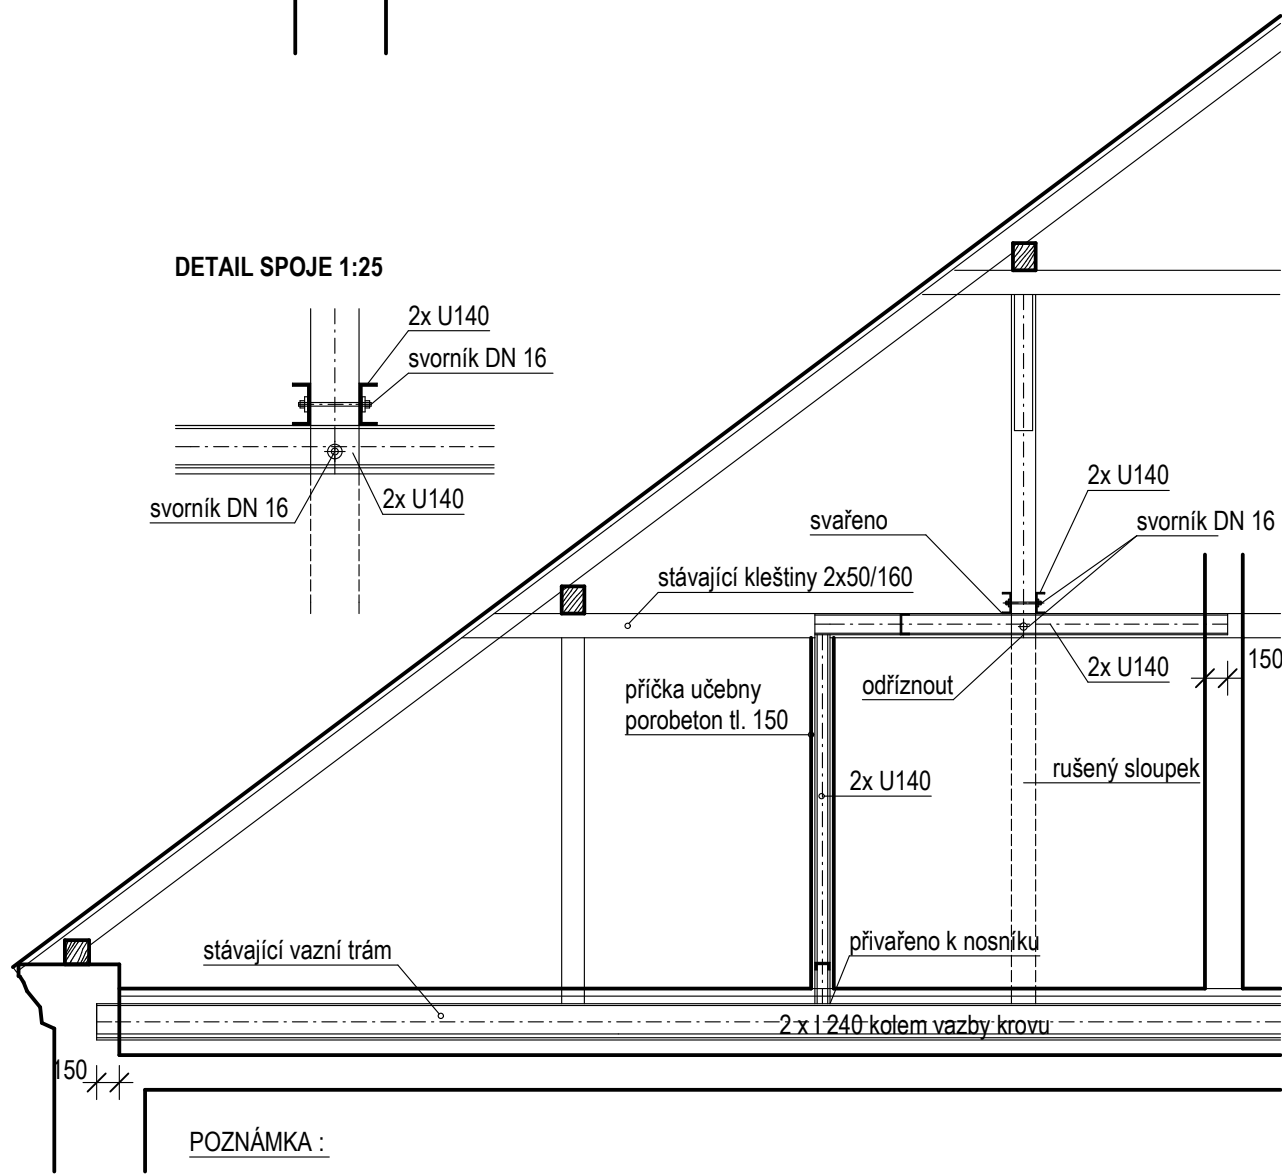 DETAIL SPOJE 1:25
2x U140
svorník DN 16
svorník DN 16
2x U140
2x U140
svařeno
svorník DN 16
stávající kleštiny 2x50/160
150
2x U140
odříznout
příčka učebny
porobeton tl. 150
rušený sloupek
2x U140
stávající vazní trám
přivařeno k nosníku
2 x I 240 kolem vazby krovu
150
POZNÁMKA :